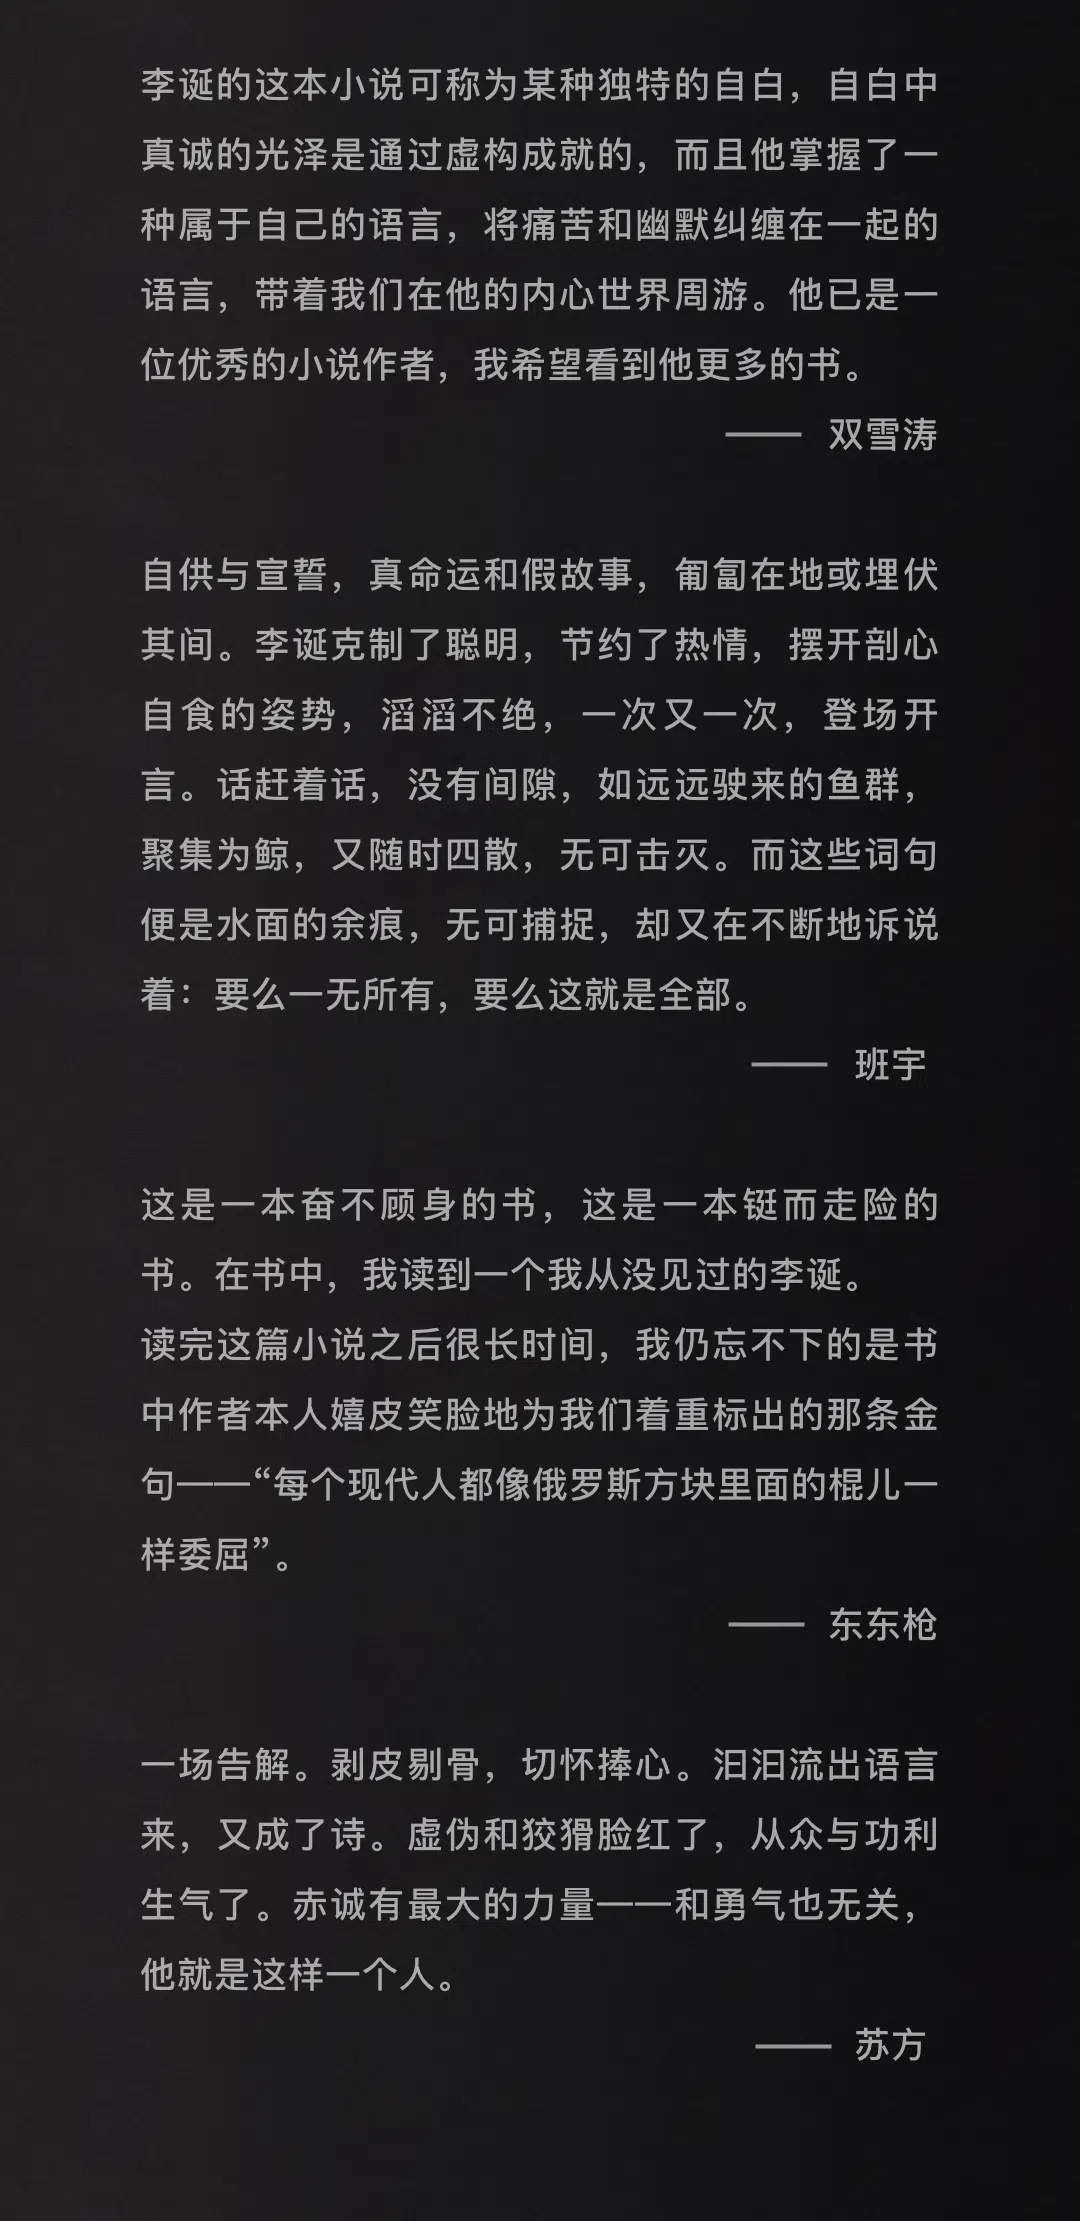 李诞的这本小说可称为某种独特的自白，自白中
真诚的光泽是通过虚构成就的，而且他掌握了一
种属于自己的语言，将痛苦和幽默纠缠在一起的
语言，带着我们在他的内心世界周游。他已是一
位优秀的小说作者，我希望看到他更多的书。
—— 双雪涛
自供与宣誓，真命运和假故事，匍匐在地或埋伏
其间。李诞克制了聪明，节约了热情，摆开剖心
自食的姿势，滔滔不绝，一次又一次，登场开
言。话赶着话，没有间隙，如远远驶来的鱼群，
聚集为鲸，又随时四散，无可击灭。而这些词句
便是水面的余痕，无可捕捉，却又在不断地诉说
着：要么一无所有，要么这就是全部。
—— 班宇
这是一本奋不顾身的书，这是一本铤而走险的
书。在书中，我读到一个我从没见过的李诞。
读完这篇小说之后很长时间，我仍忘不下的是书
中作者本人嬉皮笑脸地为我们着重标出的那条金
句——“每个现代人都像俄罗斯方块里面的棍儿一
样委屈”。
—— 东东枪
一场告解。剥皮剔骨，切怀捧心。汩汩流出语言
来，又成了诗。虚伪和狡猾脸红了，从众与功利
生气了。赤诚有最大的力量——和勇气也无关，
他就是这样一个人。
—— 苏方